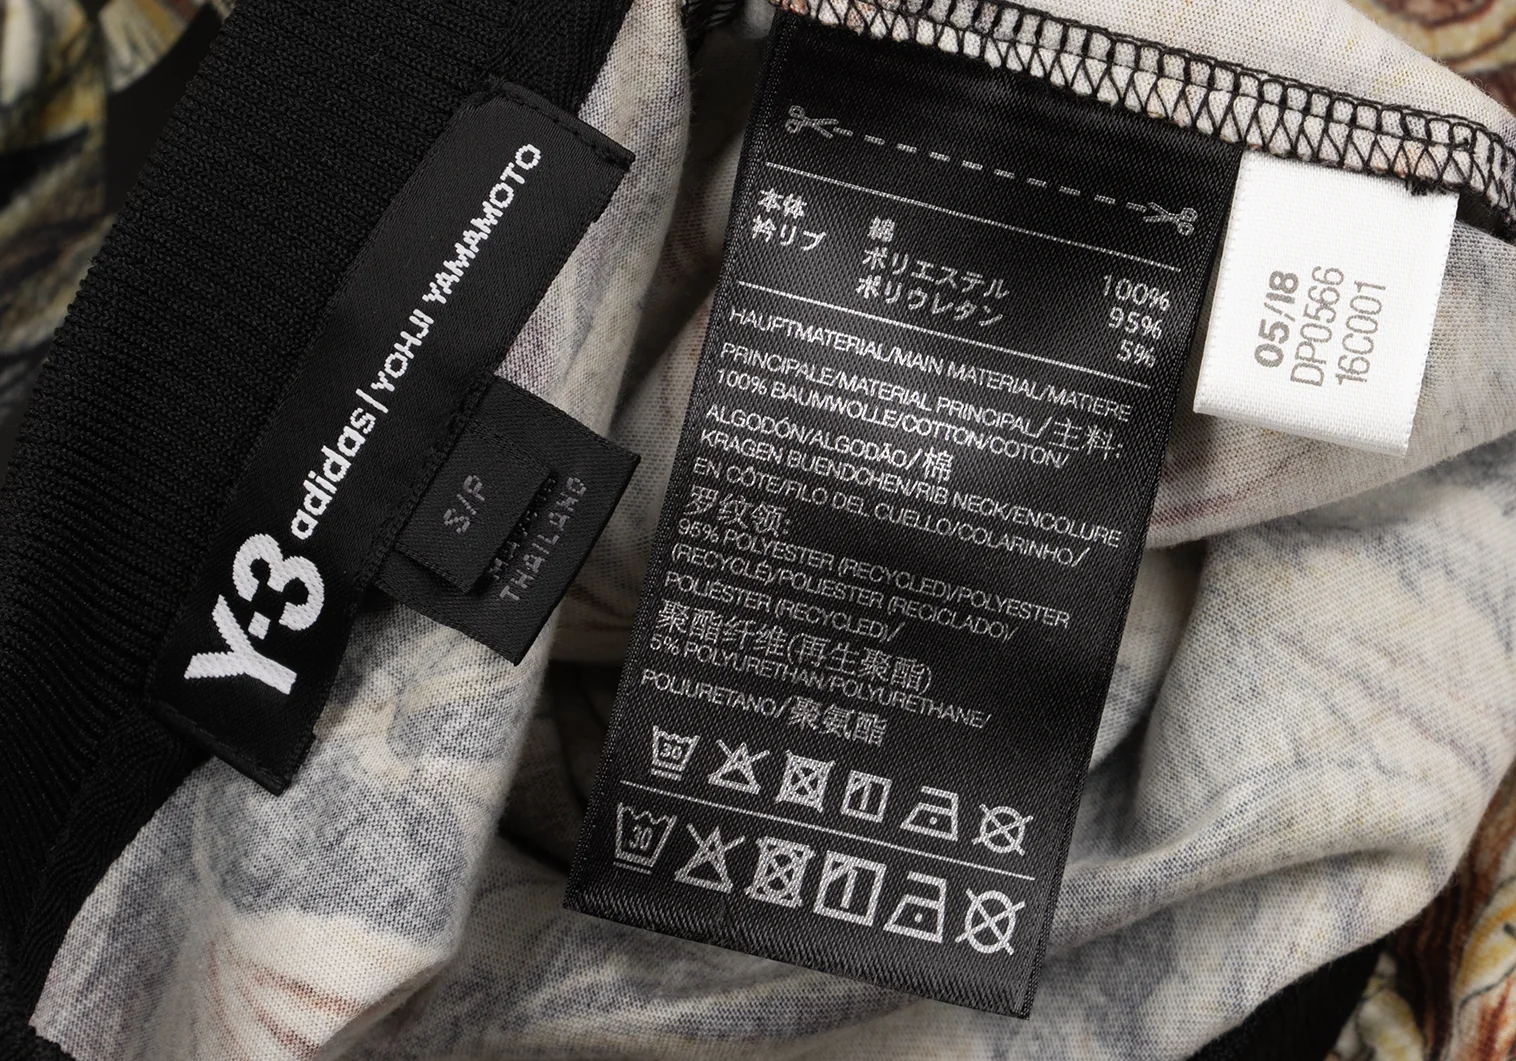 Y-3 adidas | YOHJI YAMAMOTO
S/P
THAILAND
本体 綿 100%
衿リブ ポリエステル 95%
ポリウレタン 5%
HAUPTMATERIAL/MAIN MATERIAL/MATIERE
PRINCIPALE/MATERIAL PRINCIPAL/主料:
100% BAUMWOLLE/COTTON/COTON/
ALGODÓN/ALGODÃO/棉
KRAGEN BUENDCHEN/RIB NECK/ENCOLURE
EN CÔTE/FILO DEL CUELLO/COLARINHO/
罗纹领:
95% POLYESTER (RECYCLED)/POLYESTER
(RECYCLÉ)/POLIESTER (RECICLADO)/
POLIÉSTER (RECYCLED)/
聚酯纤维(再生聚酯)
5% POLYURETHAN/POLYURETHANE/
POLIURETANO/聚氨酯
30
30
05/18
DP0566
16C001